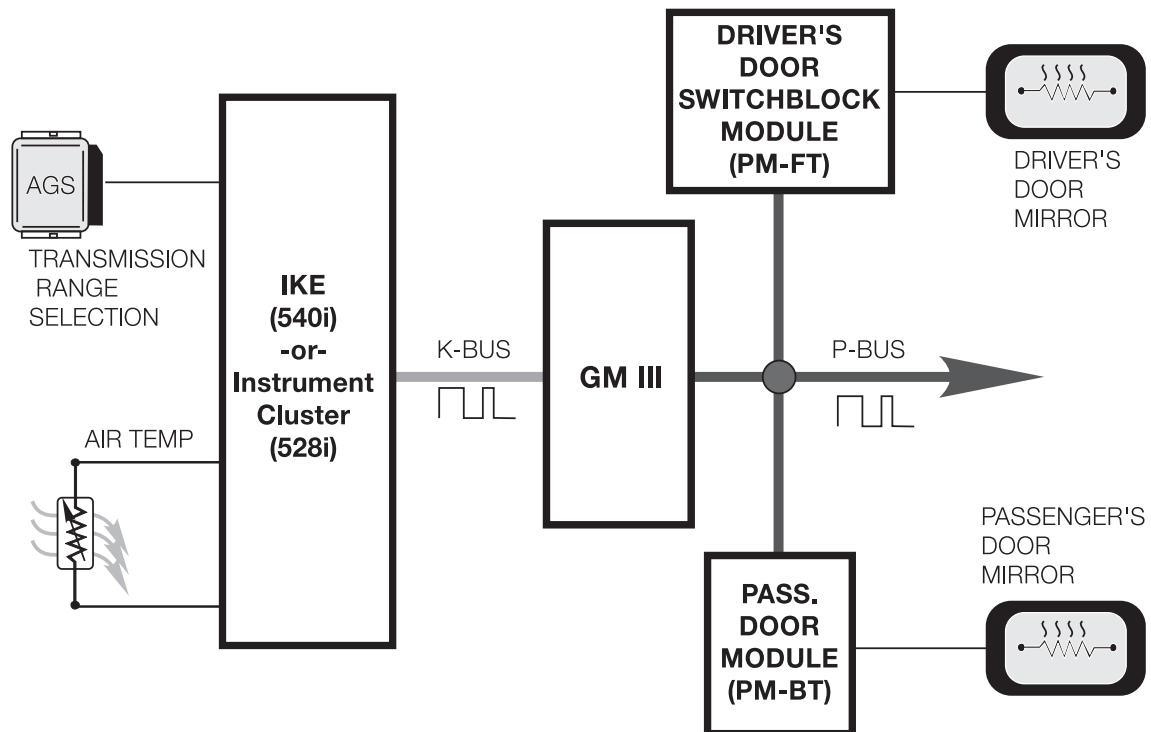 DRIVER'S
DOOR
SWITCHBLOCK
MODULE
(PM-FT)
DRIVER'S
DOOR
MIRROR
AGS
TRANSMISSION
RANGE
SELECTION
IKE
(540i)
-or-
Instrument
Cluster
(528i)
K-BUS
GM III
P-BUS
AIR TEMP
PASSENGER'S
DOOR
MIRROR
PASS.
DOOR
MODULE
(PM-BT)